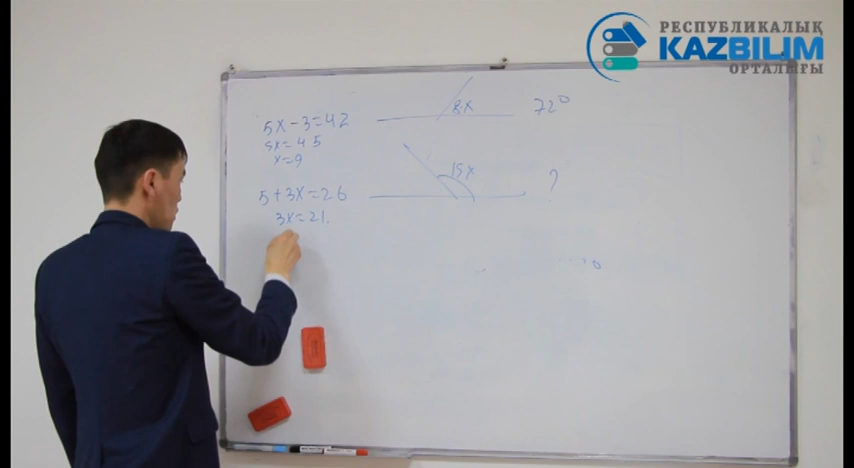 РЕСПУБЛИКАЛЫҚ
KAZBILIM
ОРТАЛЫҒЫ
5x-3=42
5x=45
x=9
8x
72°
5+3x=26
3x=21.
15x
?